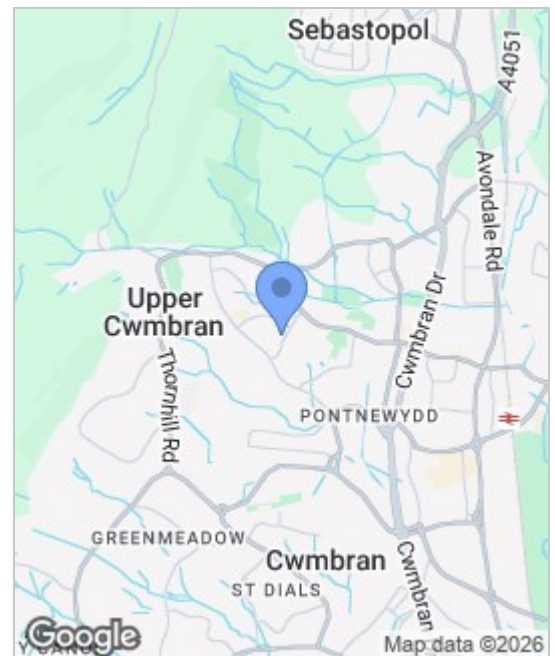 Sebastopol
A4051
Avondale Rd
Upper
Cwmbran
Cwmbran Dr
Thornhill Rd
PONTNEWYDD
GREENMEADOW
Cwmbran
ST DIALS
Cwmbran
Google
Map data ©2026